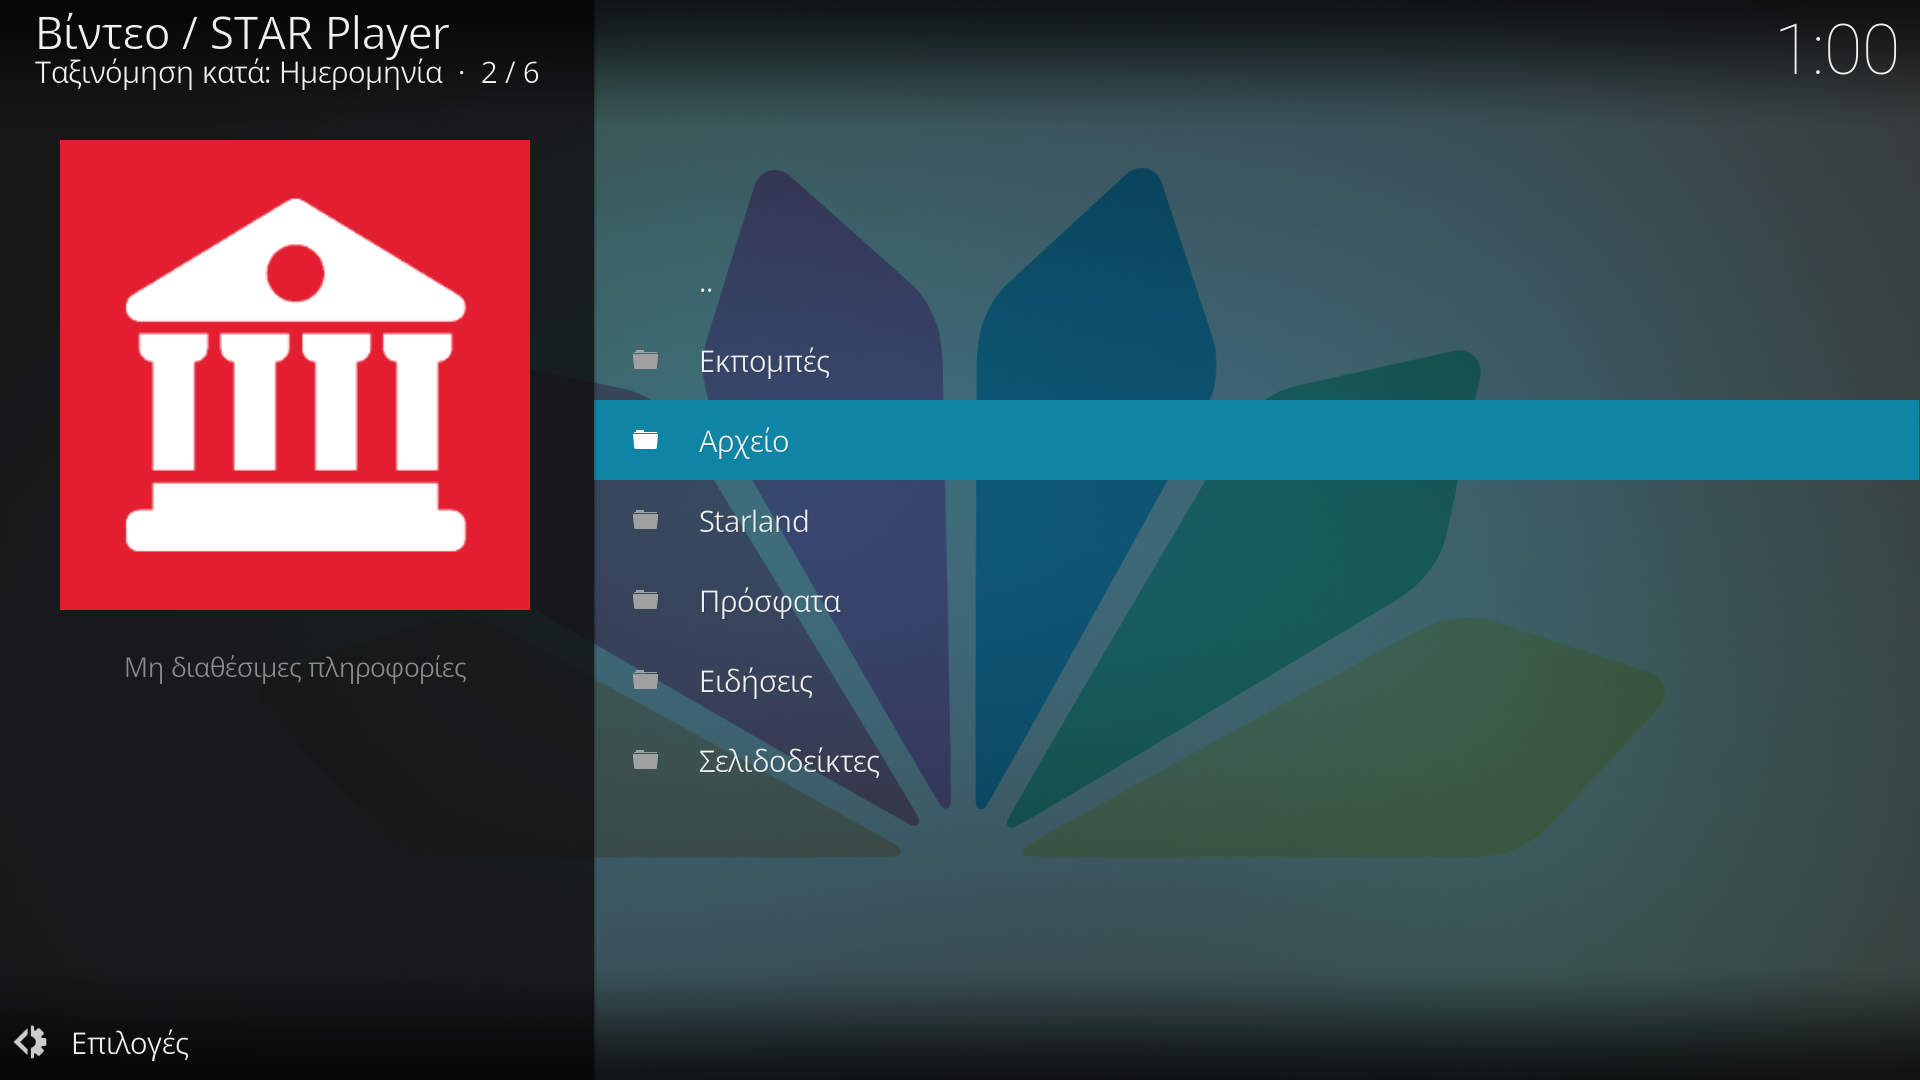 Βίντεο / STAR Player
Ταξινόμηση κατά: Ημερομηνία · 2 / 6
1:00
..
Εκπομπές
Αρχείο
Starland
Πρόσφατα
Ειδήσεις
Σελιδοδείκτες
Μη διαθέσιμες πληροφορίες
Επιλογές